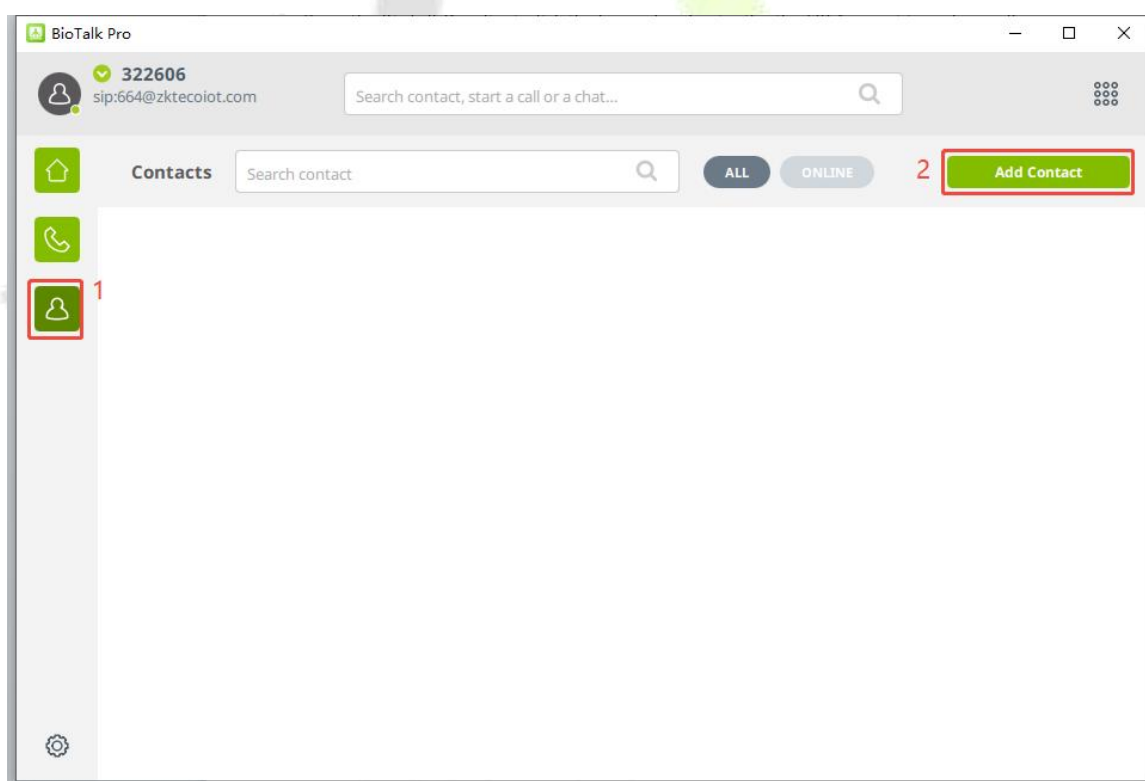 BioTalk Pro
322606
sip:664@zktecoiot.com
Search contact, start a call or a chat...
Contacts
Search contact
ALL
ONLINE
2
Add Contact
1